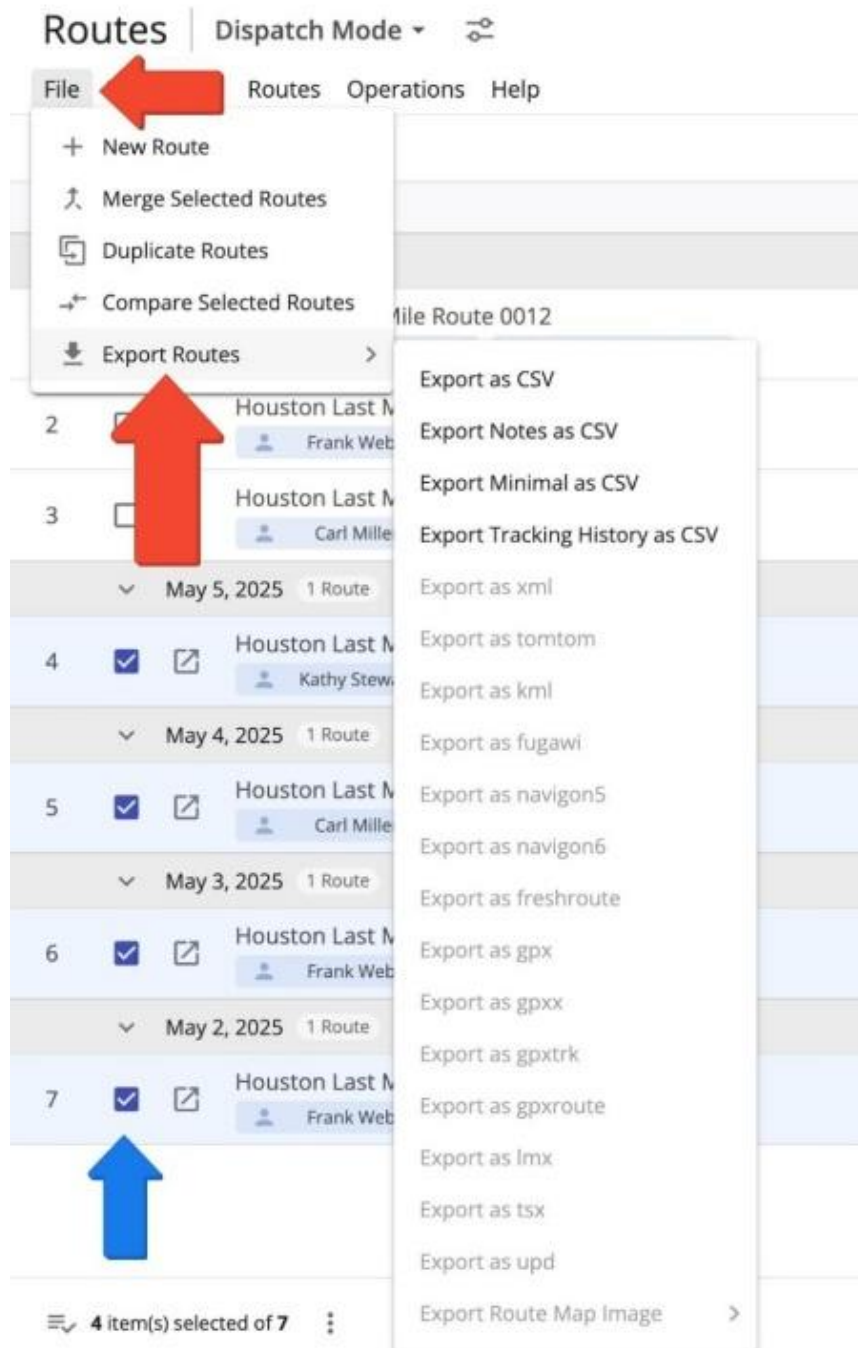 Routes Dispatch Mode
File Routes Operations Help
New Route
Merge Selected Routes
Duplicate Routes
Compare Selected Routes
Mile Route 0012
Export Routes
Export as CSV
2 Houston Last M
Frank Web
Export Notes as CSV
Export Minimal as CSV
3 Houston Last M
Carl Mille
Export Tracking History as CSV
May 5, 2025 1 Route
Export as xml
4 Houston Last M
Kathy Stewa
Export as tomtom
Export as kml
May 4, 2025 1 Route
Export as fugawi
5 Houston Last M
Carl Mille
Export as navigon5
Export as navigon6
May 3, 2025 1 Route
Export as freshroute
6 Houston Last M
Frank Web
Export as gpx
Export as gpxx
May 2, 2025 1 Route
Export as gpxtrk
7 Houston Last M
Frank Web
Export as gpxroute
Export as lmx
Export as tsx
Export as upd
Export Route Map Image
4 item(s) selected of 7